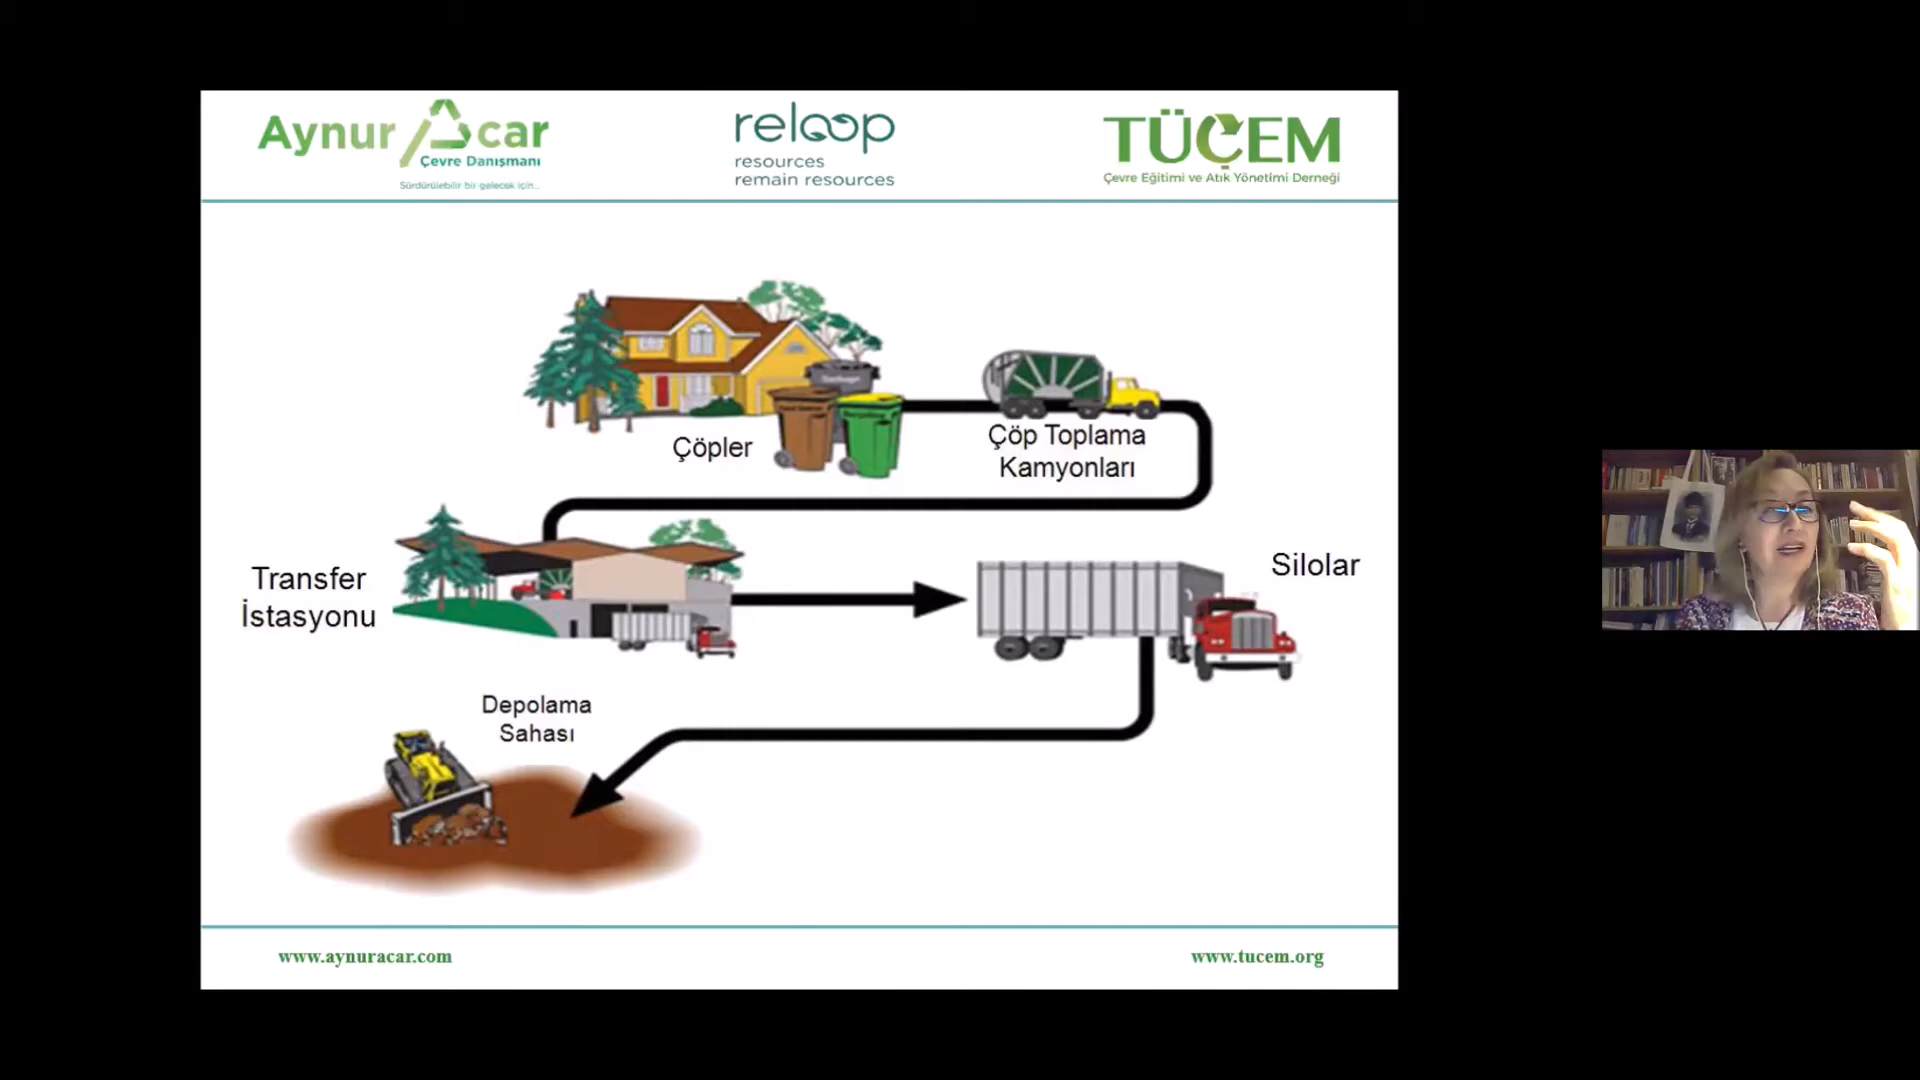 Aynur Acar
Çevre Danışmanı
Sürdürülebilir bir gelecek için...
reloop
resources
remain resources
TÜÇEM
Çevre Eğitimi ve Atık Yönetimi Derneği
Çöpler
Çöp Toplama
Kamyonları
Transfer
İstasyonu
Silolar
Depolama
Sahası
www.aynuracar.com
www.tucem.org